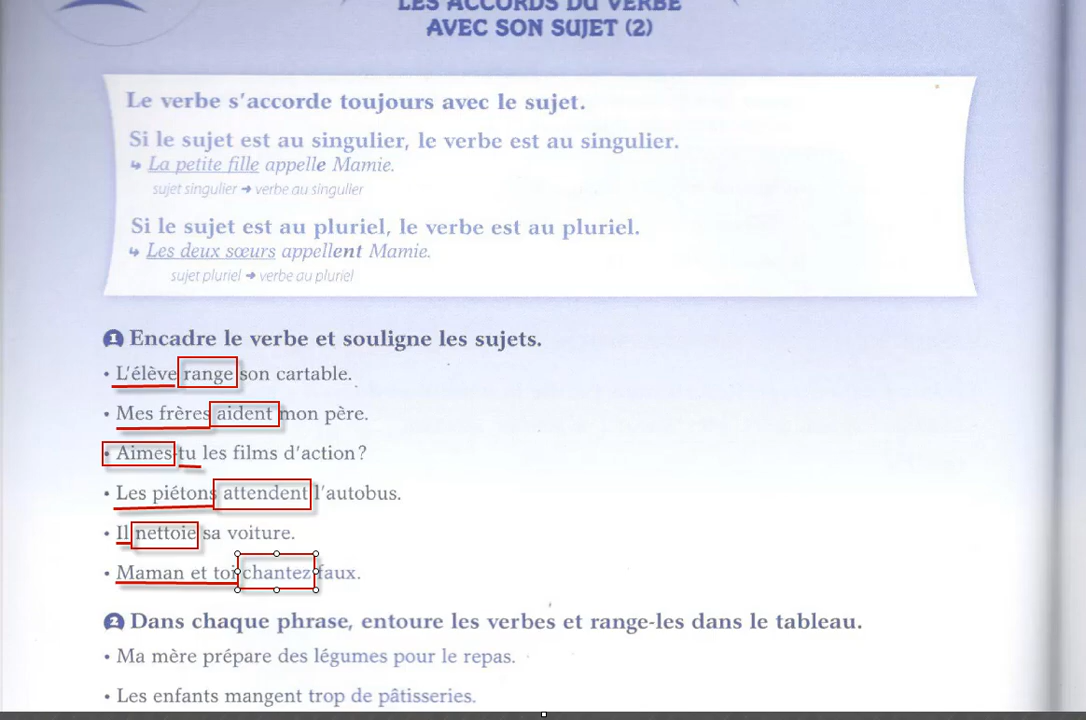 LES ACCORDS DU VERBE
AVEC SON SUJET (2)
Le verbe s'accorde toujours avec le sujet.
Si le sujet est au singulier, le verbe est au singulier.
↳ La petite fille appelle Mamie.
sujet singulier ➔ verbe au singulier
Si le sujet est au pluriel, le verbe est au pluriel.
↳ Les deux sœurs appellent Mamie.
sujet pluriel ➔ verbe au pluriel
1 Encadre le verbe et souligne les sujets.
• L'élève range son cartable.
• Mes frères aident mon père.
• Aimes-tu les films d'action ?
• Les piétons attendent l'autobus.
• Il nettoie sa voiture.
• Maman et toi chantez faux.
2 Dans chaque phrase, entoure les verbes et range-les dans le tableau.
• Ma mère prépare des légumes pour le repas.
• Les enfants mangent trop de pâtisseries.